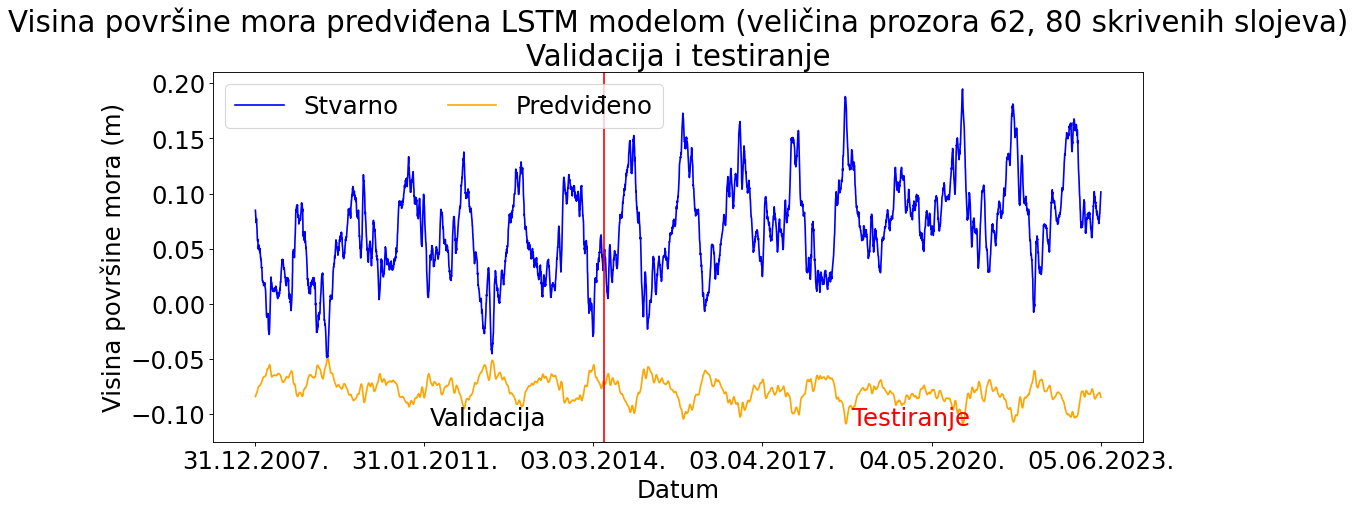 Visina površine mora predviđena LSTM modelom (veličina prozora 62, 80 skrivenih slojeva)
Validacija i testiranje
Stvarno
Predviđeno
Visina površine mora (m)
0.20
0.15
0.10
0.05
0.00
−0.05
−0.10
Validacija
Testiranje
31.12.2007.
31.01.2011.
03.03.2014.
03.04.2017.
04.05.2020.
05.06.2023.
Datum